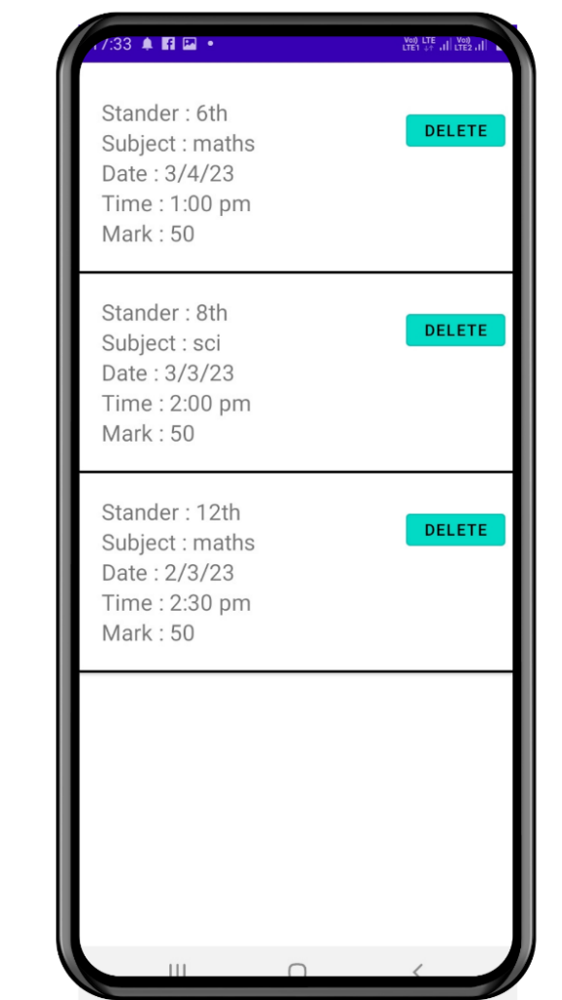 17:33
Vo) LTE Vo)
LTE1 LTE2
Stander : 6th
Subject : maths
Date : 3/4/23
Time : 1:00 pm
Mark : 50
DELETE
Stander : 8th
Subject : sci
Date : 3/3/23
Time : 2:00 pm
Mark : 50
DELETE
Stander : 12th
Subject : maths
Date : 2/3/23
Time : 2:30 pm
Mark : 50
DELETE